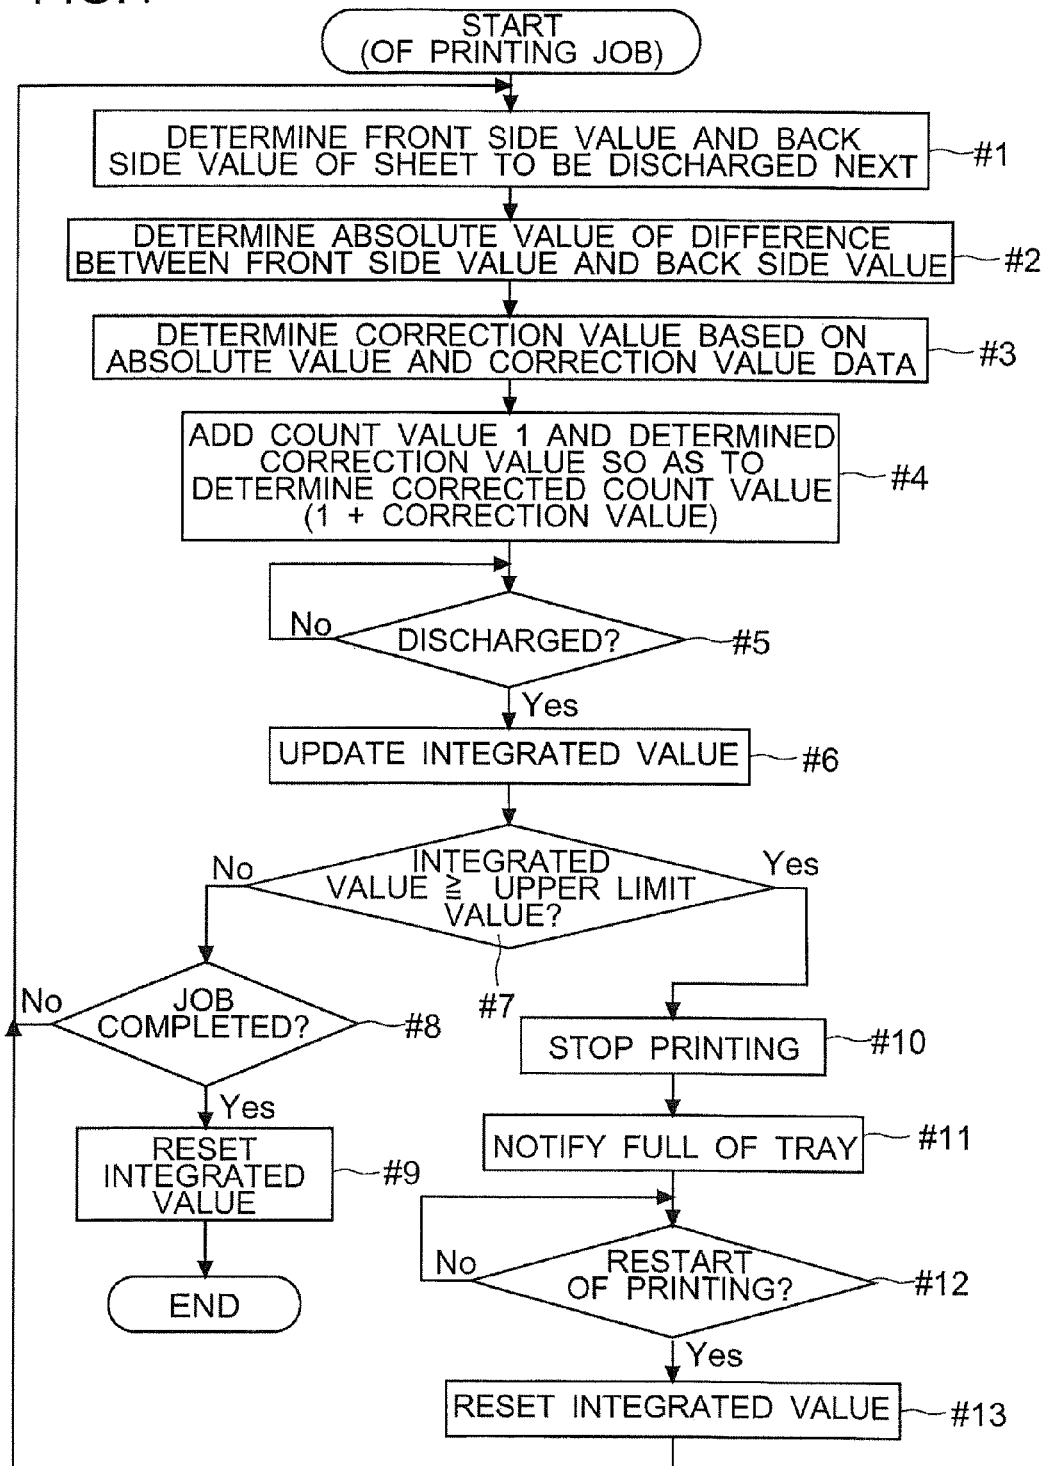 START
(OF PRINTING JOB)
DETERMINE FRONT SIDE VALUE AND BACK
SIDE VALUE OF SHEET TO BE DISCHARGED NEXT
#1
DETERMINE ABSOLUTE VALUE OF DIFFERENCE
BETWEEN FRONT SIDE VALUE AND BACK SIDE VALUE
#2
DETERMINE CORRECTION VALUE BASED ON
ABSOLUTE VALUE AND CORRECTION VALUE DATA
#3
ADD COUNT VALUE 1 AND DETERMINED
CORRECTION VALUE SO AS TO
DETERMINE CORRECTED COUNT VALUE
(1 + CORRECTION VALUE)
#4
No
DISCHARGED?
#5
Yes
UPDATE INTEGRATED VALUE
#6
No
INTEGRATED
VALUE ≧ UPPER LIMIT
VALUE?
Yes
#7
No
JOB
COMPLETED?
#8
STOP PRINTING
#10
Yes
NOTIFY FULL OF TRAY
#11
RESET
INTEGRATED
VALUE
#9
No
RESTART
OF PRINTING?
#12
END
Yes
RESET INTEGRATED VALUE
#13